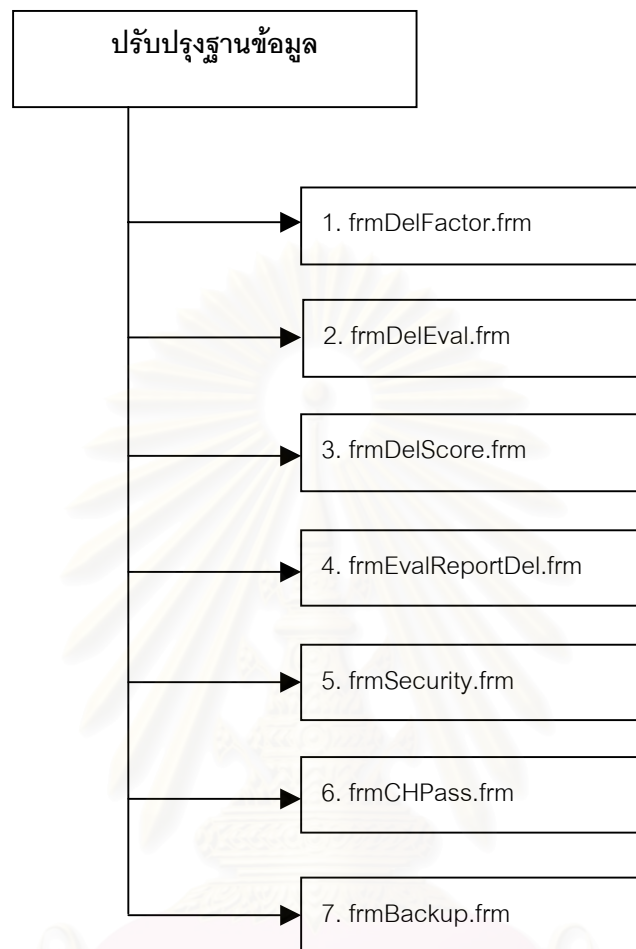 ปรับปรุงฐานข้อมูล
1. frmDelFactor.frm
2. frmDelEval.frm
3. frmDelScore.frm
4. frmEvalReportDel.frm
5. frmSecurity.frm
6. frmCHPass.frm
7. frmBackup.frm